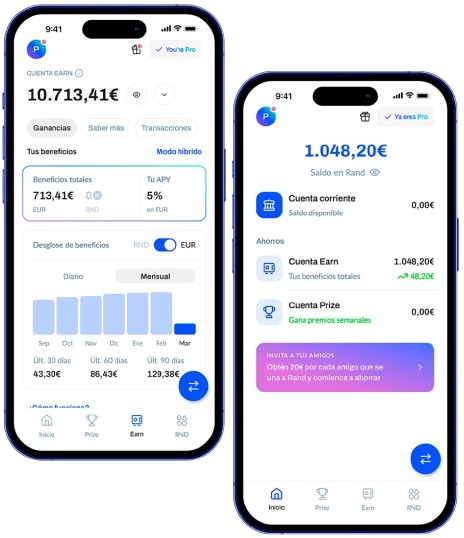 9:41
P
You're Pro
CUENTA EARN
10.713,41€
Ganancias
Saber más
Transacciones
Tus beneficios
Modo híbrido
Beneficios totales
Tu APY
713,41€
0
5%
EUR
RND
en EUR
Desglose de beneficios
RND
EUR
Diario
Mensual
Sep
Oct
Nov
Dic
Ene
Feb
Mar
Últ. 30 días
Últ. 60 días
Últ. 90 días
43,30€
86,43€
129,38€
¿Cómo funciona?
Inicio
Prize
Earn
RND
9:41
P
Ya eres Pro
1.048,20€
Saldo en Rand
Cuenta corriente
0,00€
Saldo disponible
Ahorros
Cuenta Earn
1.048,20€
Tus beneficios totales
48,20€
Cuenta Prize
0,00€
Gana premios semanales
INVITA A TUS AMIGOS
Obtén 20€ por cada amigo que se
una a Rand y comience a ahorrar
Inicio
Prize
Earn
RND